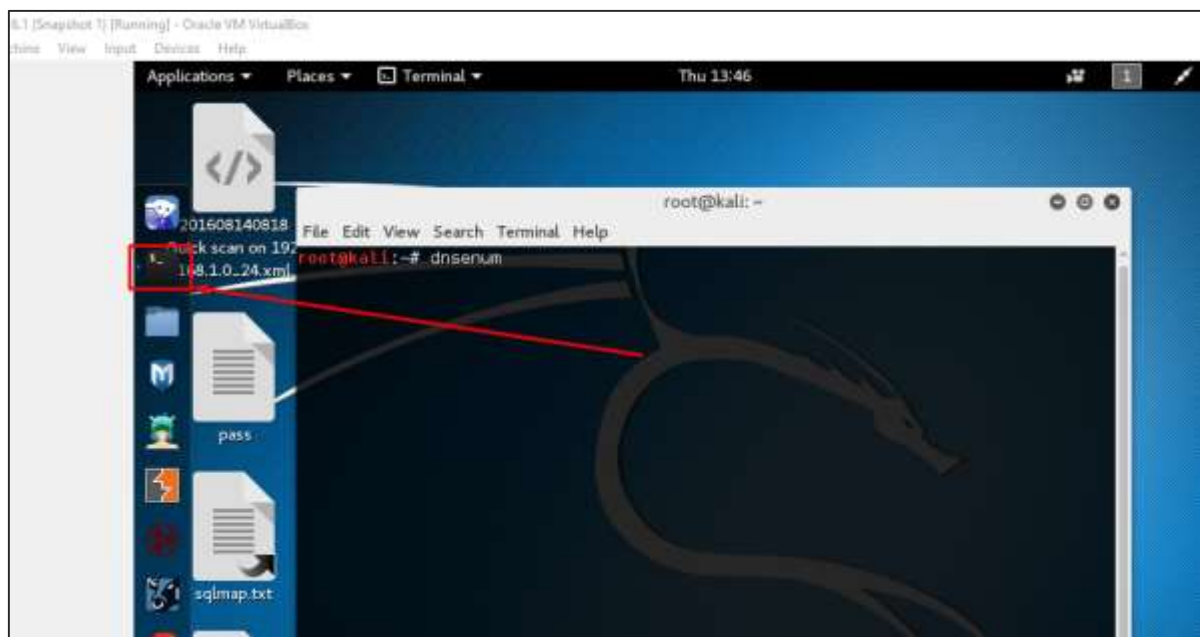 [Snapshot 1] [Running] - Oracle VM VirtualBox
View Input Devices Help
Applications Places Terminal Thu 13:46 1
root@kali: ~
File Edit View Search Terminal Help
root@kali:~# dnsenum
201608140818
Quick scan on 192
168.1.0_24.xml
pass
sqlmap.txt